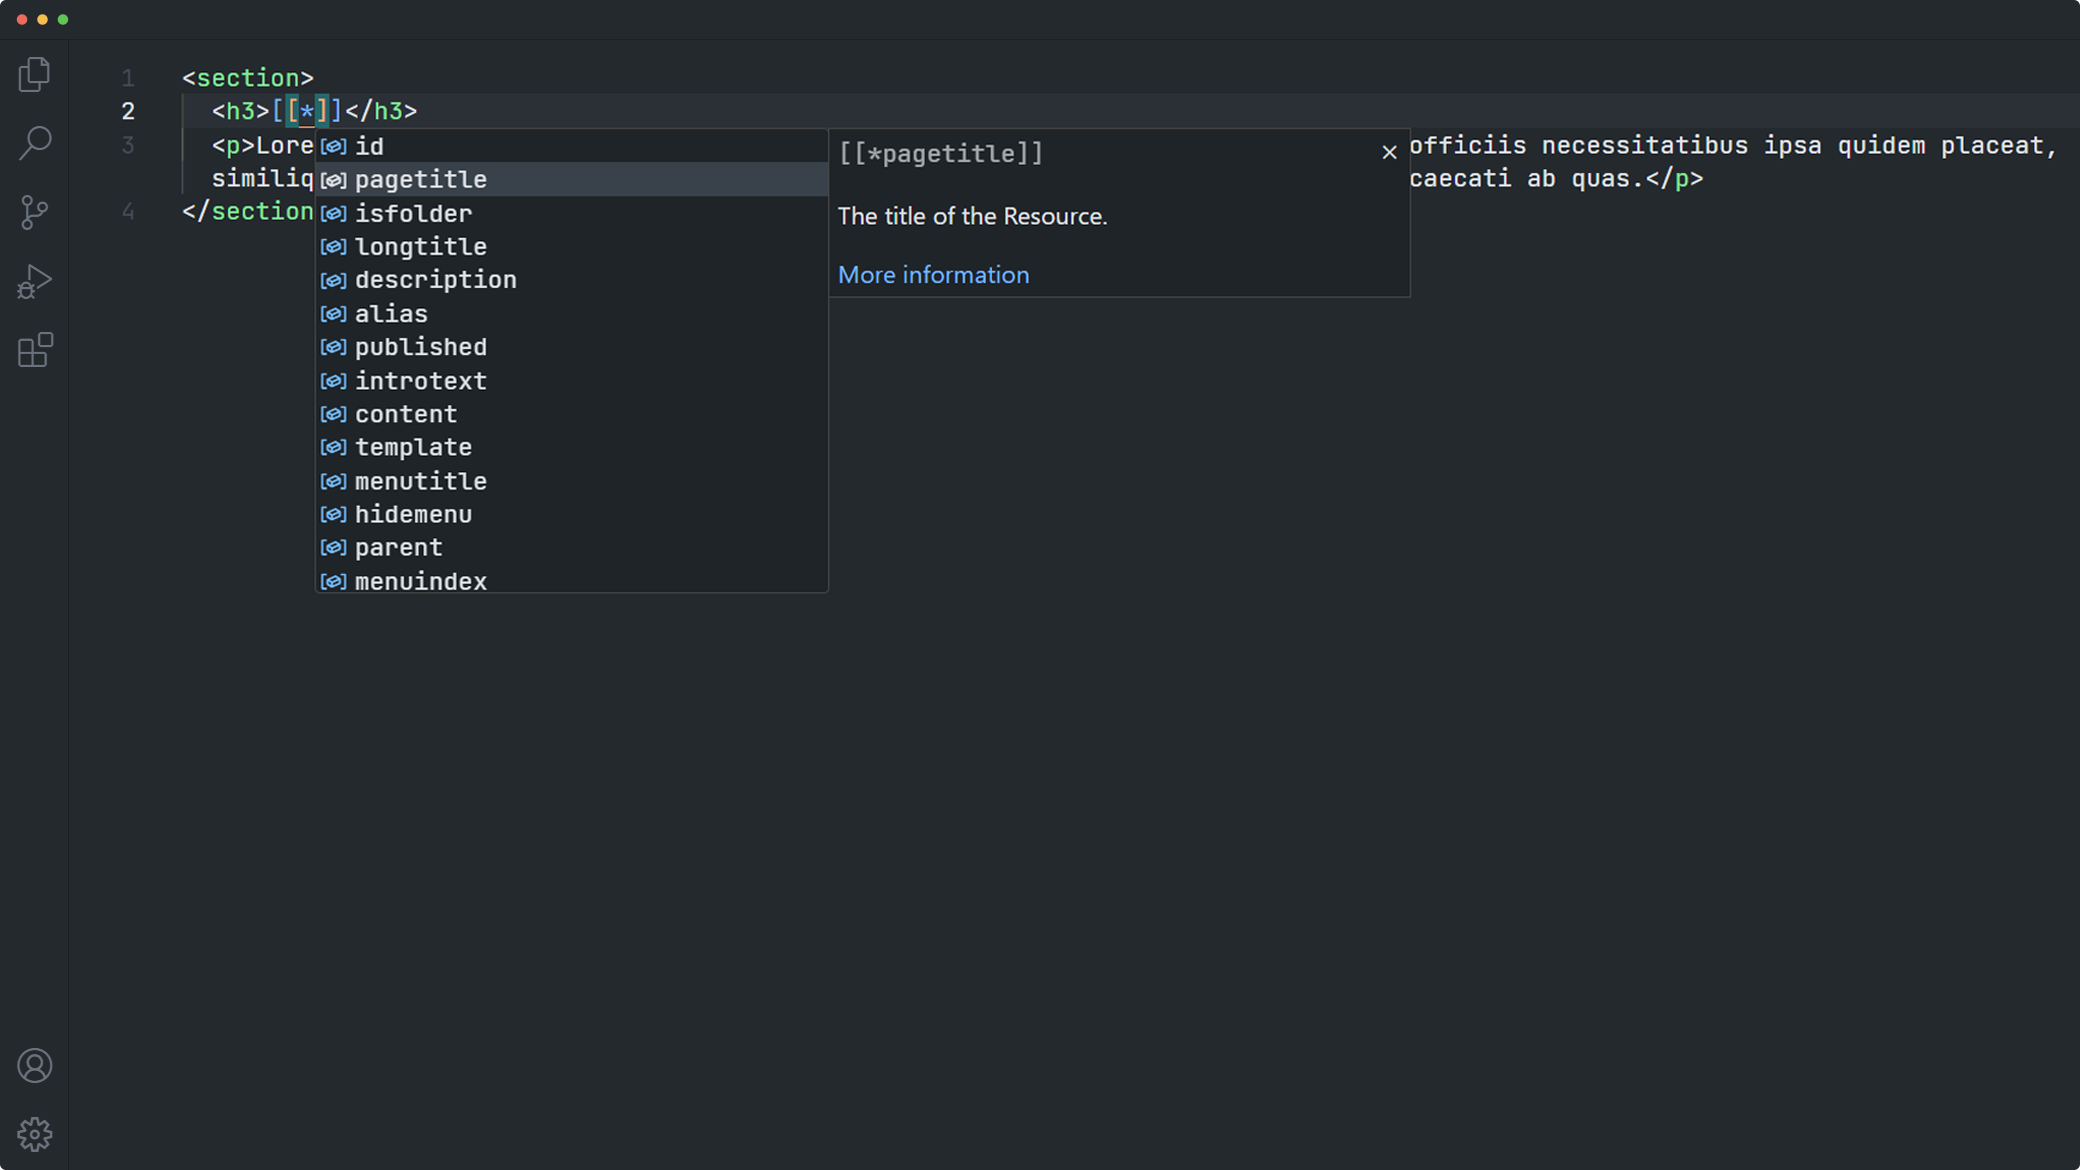 1 <section>
2 <h3>[[*]]</h3>
3 <p>Lore officiis necessitatibus ipsa quidem placeat,
similiq caecati ab quas.</p>
4 </section
id
pagetitle
isfolder
longtitle
description
alias
published
introtext
content
template
menutitle
hidemenu
parent
menuindex
[[*pagetitle]]
The title of the Resource.
More information